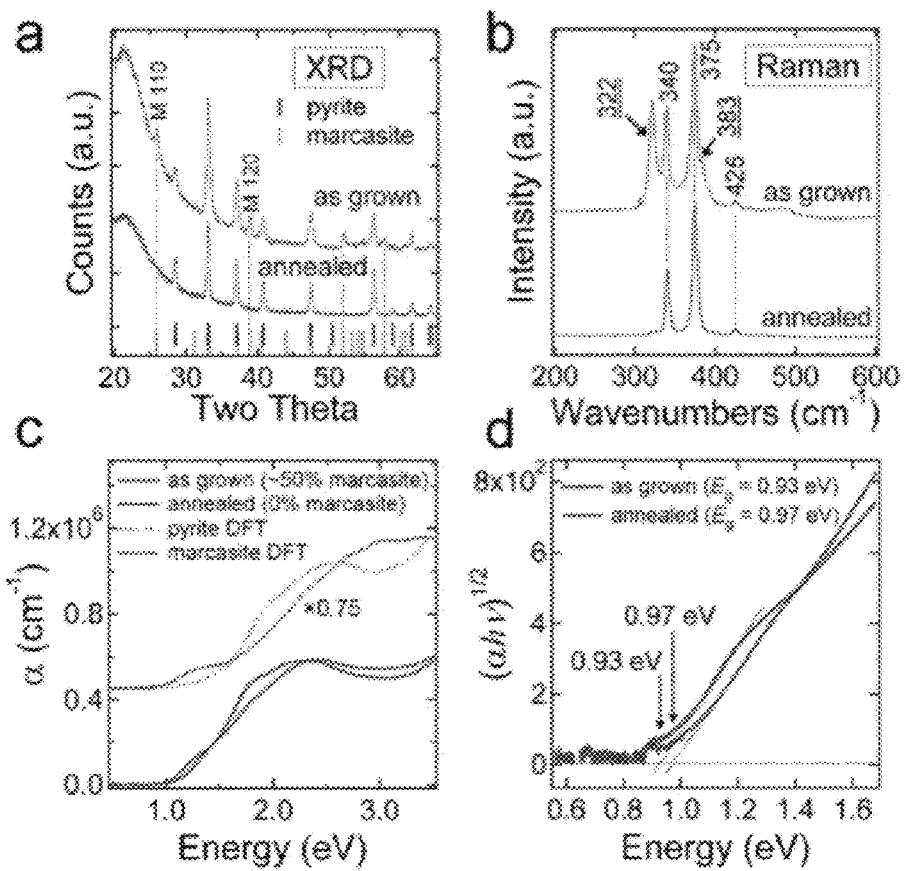 a
XRD
pyrite
marcasite
M 110
M 120
as grown
annealed
Counts (a.u.)
20 30 40 50 60
Two Theta
b
Raman
322
340
375
383
426
as grown
annealed
Intensity (a.u.)
200 300 400 500 600
Wavenumbers (cm⁻¹)
c
as grown (~50% marcasite)
annealed (0% marcasite)
pyrite DFT
marcasite DFT
×0.75
1.2x10⁶
0.8
0.4
0.0
α (cm⁻¹)
1.0 2.0 3.0
Energy (eV)
d
8x10²
6
4
2
0
as grown (Eg = 0.93 eV)
annealed (Eg = 0.97 eV)
0.97 eV
0.93 eV
(αhν)^1/2
0.6 0.8 1.0 1.2 1.4 1.6
Energy (eV)